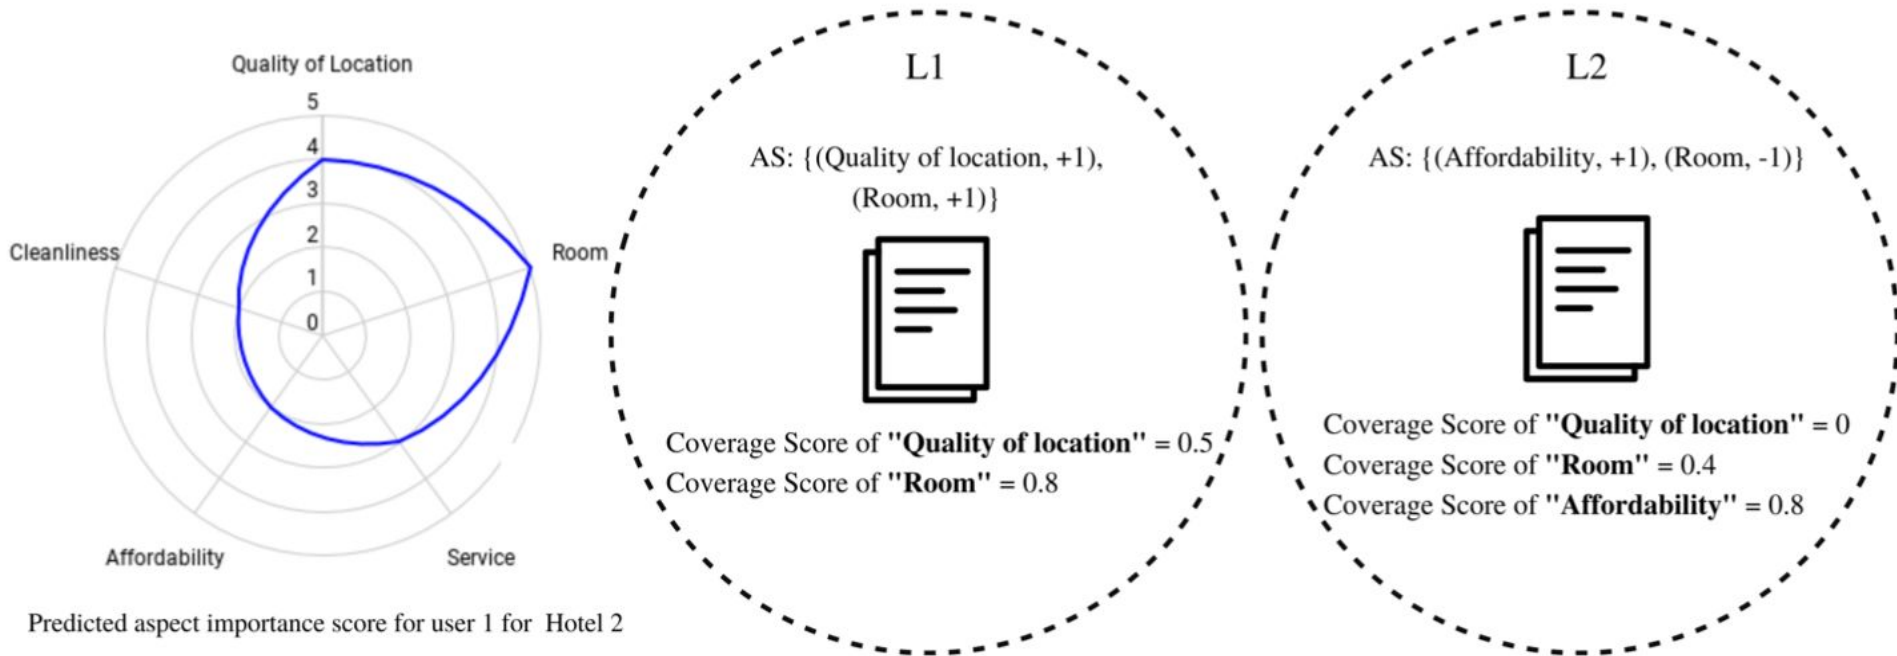 Quality of Location
5
4
3
2
1
0
Cleanliness
Room
Affordability
Service
Predicted aspect importance score for user 1 for Hotel 2
L1
AS: {(Quality of location, +1),
(Room, +1)}
Coverage Score of "Quality of location" = 0.5
Coverage Score of "Room" = 0.8
L2
AS: {(Affordability, +1), (Room, -1)}
Coverage Score of "Quality of location" = 0
Coverage Score of "Room" = 0.4
Coverage Score of "Affordability" = 0.8